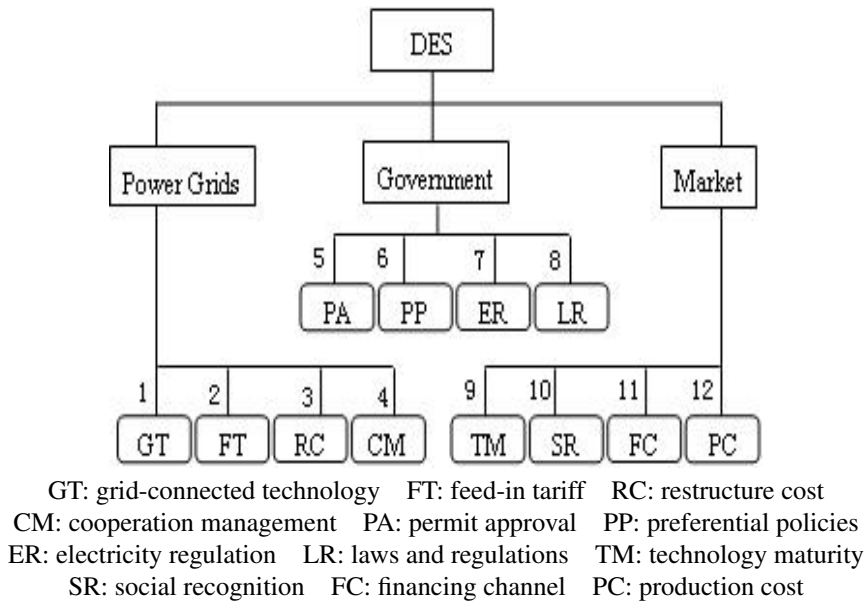 DES
Power Grids Government Market
5 6 7 8
PA PP ER LR
1 2 3 4 9 10 11 12
GT FT RC CM TM SR FC PC
GT: grid-connected technology FT: feed-in tariff RC: restructure cost
CM: cooperation management PA: permit approval PP: preferential policies
ER: electricity regulation LR: laws and regulations TM: technology maturity
SR: social recognition FC: financing channel PC: production cost